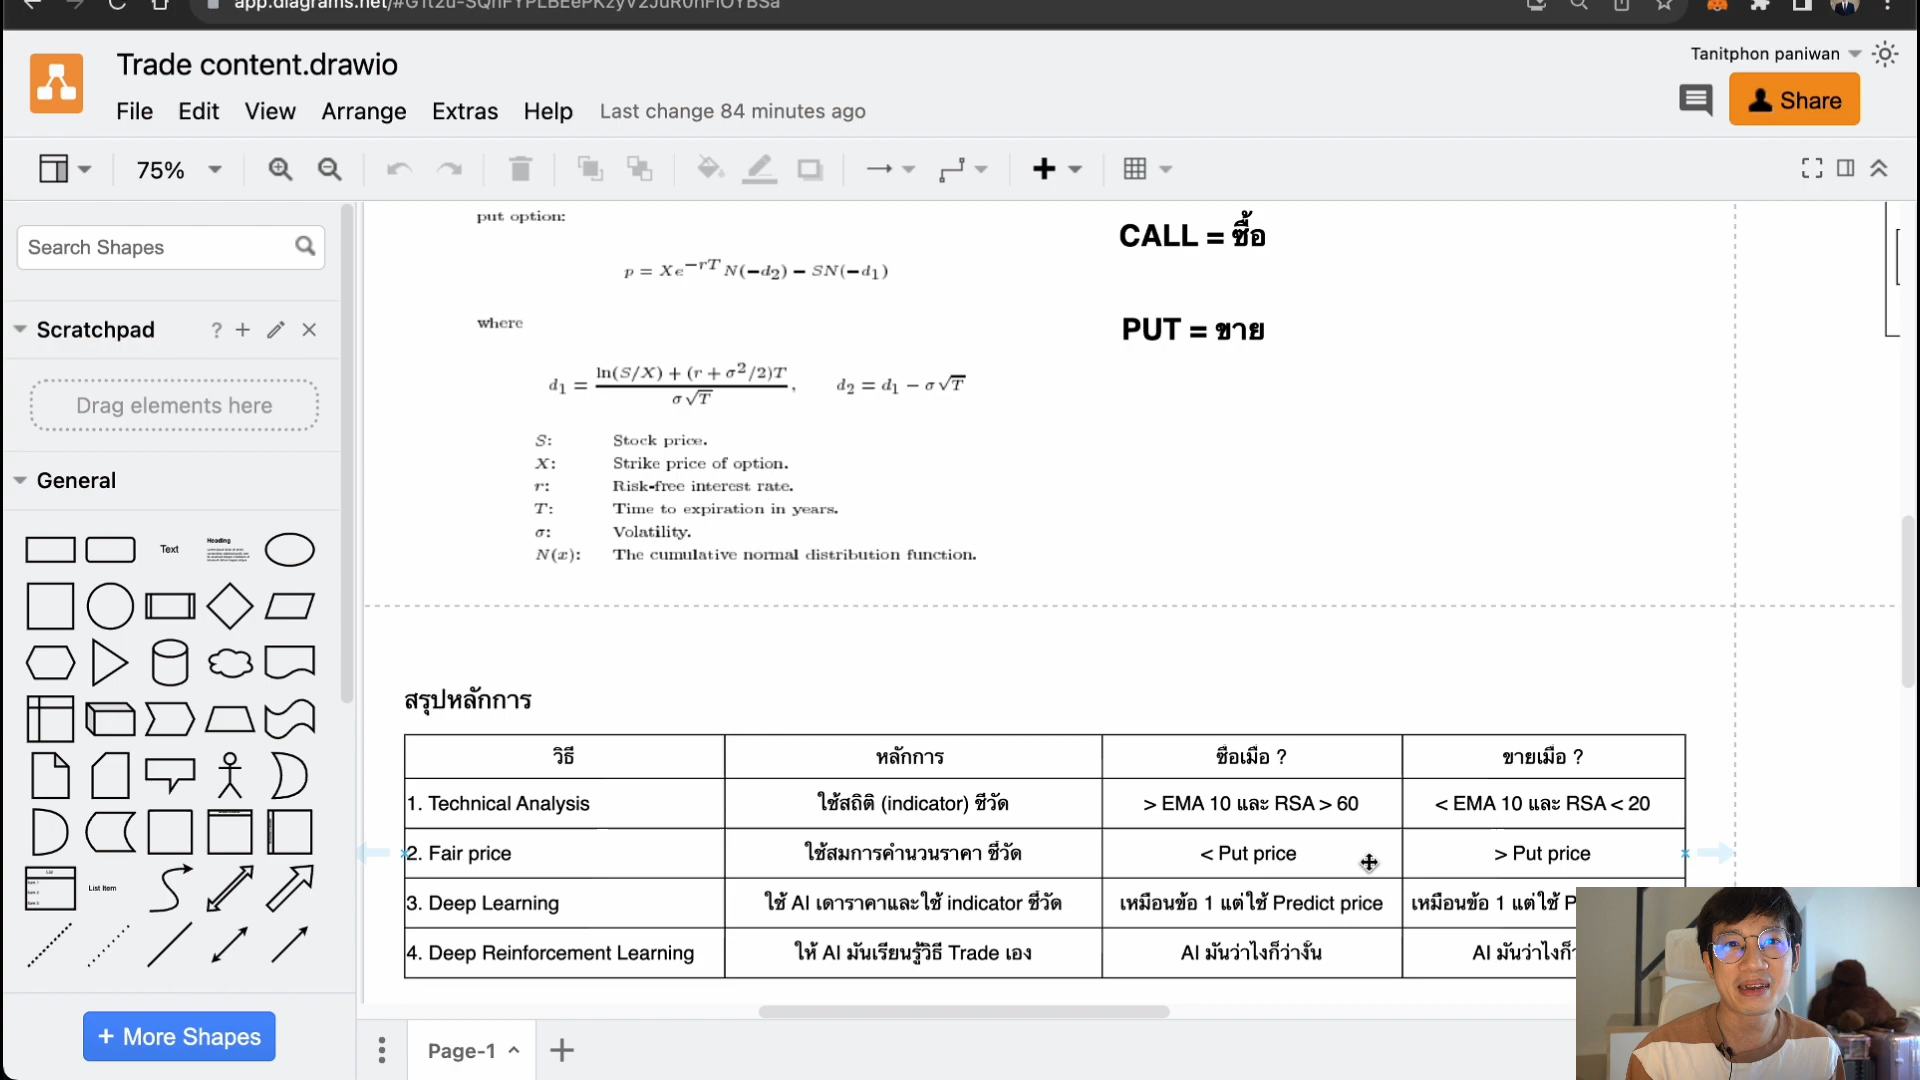 app.diagrams.net/#G1t2u-SQnFYPLBEePKzyV2JuR0hFlOYBSa
Trade content.drawio
Tanitphon paniwan
File Edit View Arrange Extras Help Last change 84 minutes ago
Share
75%
put option:
p = Xe^{-rT} N(−d₂) − SN(−d₁)
where
d₁ = (ln(S/X) + (r + σ²/2)T) / (σ√T), d₂ = d₁ − σ√T
S: Stock price.
X: Strike price of option.
r: Risk-free interest rate.
T: Time to expiration in years.
σ: Volatility.
N(x): The cumulative normal distribution function.
CALL = ซื้อ
PUT = ขาย
Search Shapes
Scratchpad ?
Drag elements here
General
Text
Heading
List
List Item
สรุปหลักการ
วิธี หลักการ ซื้อเมื่อ ? ขายเมื่อ ?
1. Technical Analysis ใช้สถิติ (indicator) ชี้วัด > EMA 10 และ RSA > 60 < EMA 10 และ RSA < 20
2. Fair price ใช้สมการคำนวนราคา ชี้วัด < Put price > Put price
3. Deep Learning ใช้ AI เดาราคาและใช้ indicator ชี้วัด เหมือนข้อ 1 แต่ใช้ Predict price เหมือนข้อ 1 แต่ใช้ P
4. Deep Reinforcement Learning ให้ AI มันเรียนรู้วิธี Trade เอง AI มันว่าไงก็ว่างั้น AI มันว่าไงก็ว
+ More Shapes
Page-1